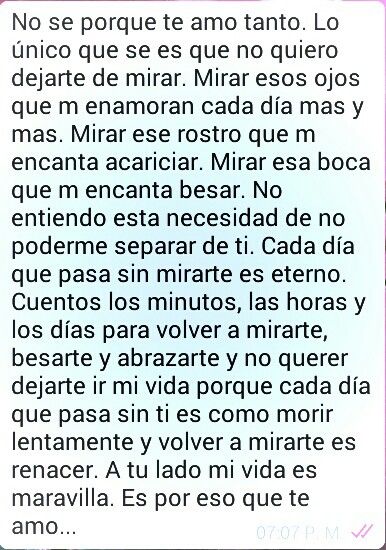 No se porque te amo tanto. Lo
único que se es que no quiero
dejarte de mirar. Mirar esos ojos
que m enamoran cada día mas y
mas. Mirar ese rostro que m
encanta acariciar. Mirar esa boca
que m encanta besar. No
entiendo esta necesidad de no
poderme separar de ti. Cada día
que pasa sin mirarte es eterno.
Cuentos los minutos, las horas y
los días para volver a mirarte,
besarte y abrazarte y no querer
dejarte ir mi vida porque cada día
que pasa sin ti es como morir
lentamente y volver a mirarte es
renacer. A tu lado mi vida es
maravilla. Es por eso que te
amo...
07:07 P. M.